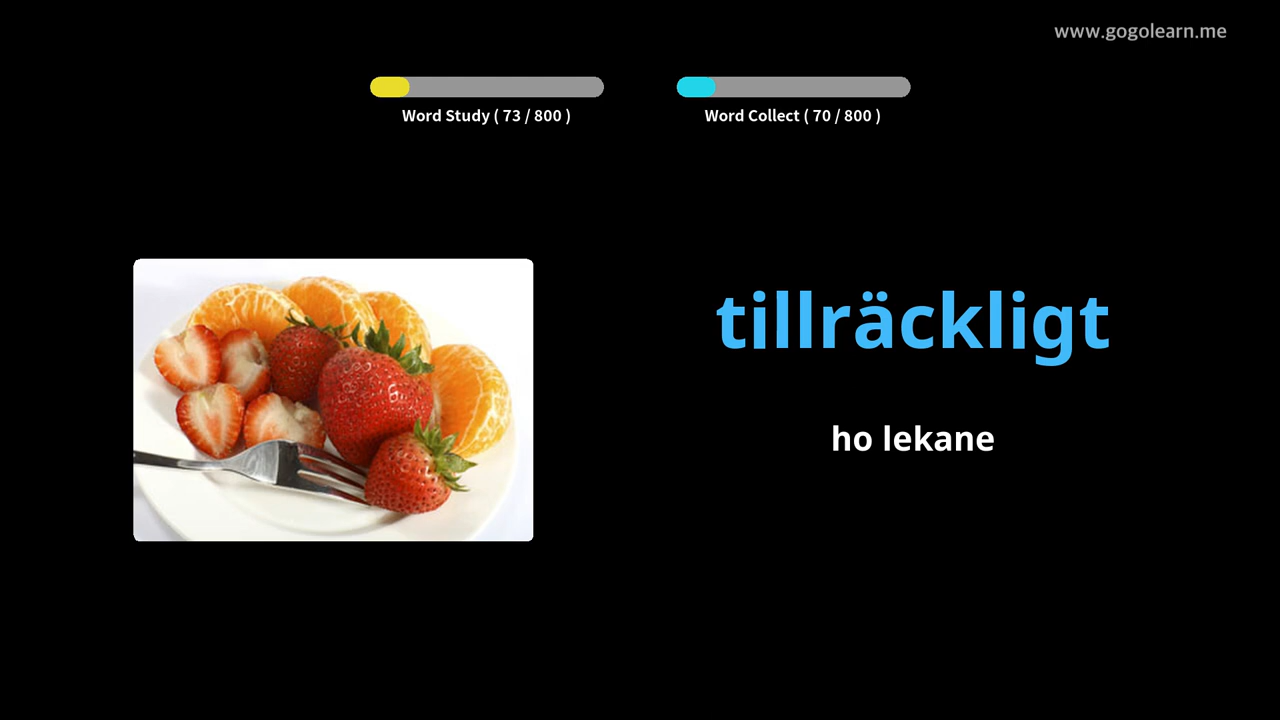 www.gogolearn.me
Word Study ( 73 / 800 )
Word Collect ( 70 / 800 )
tillräckligt
ho lekane